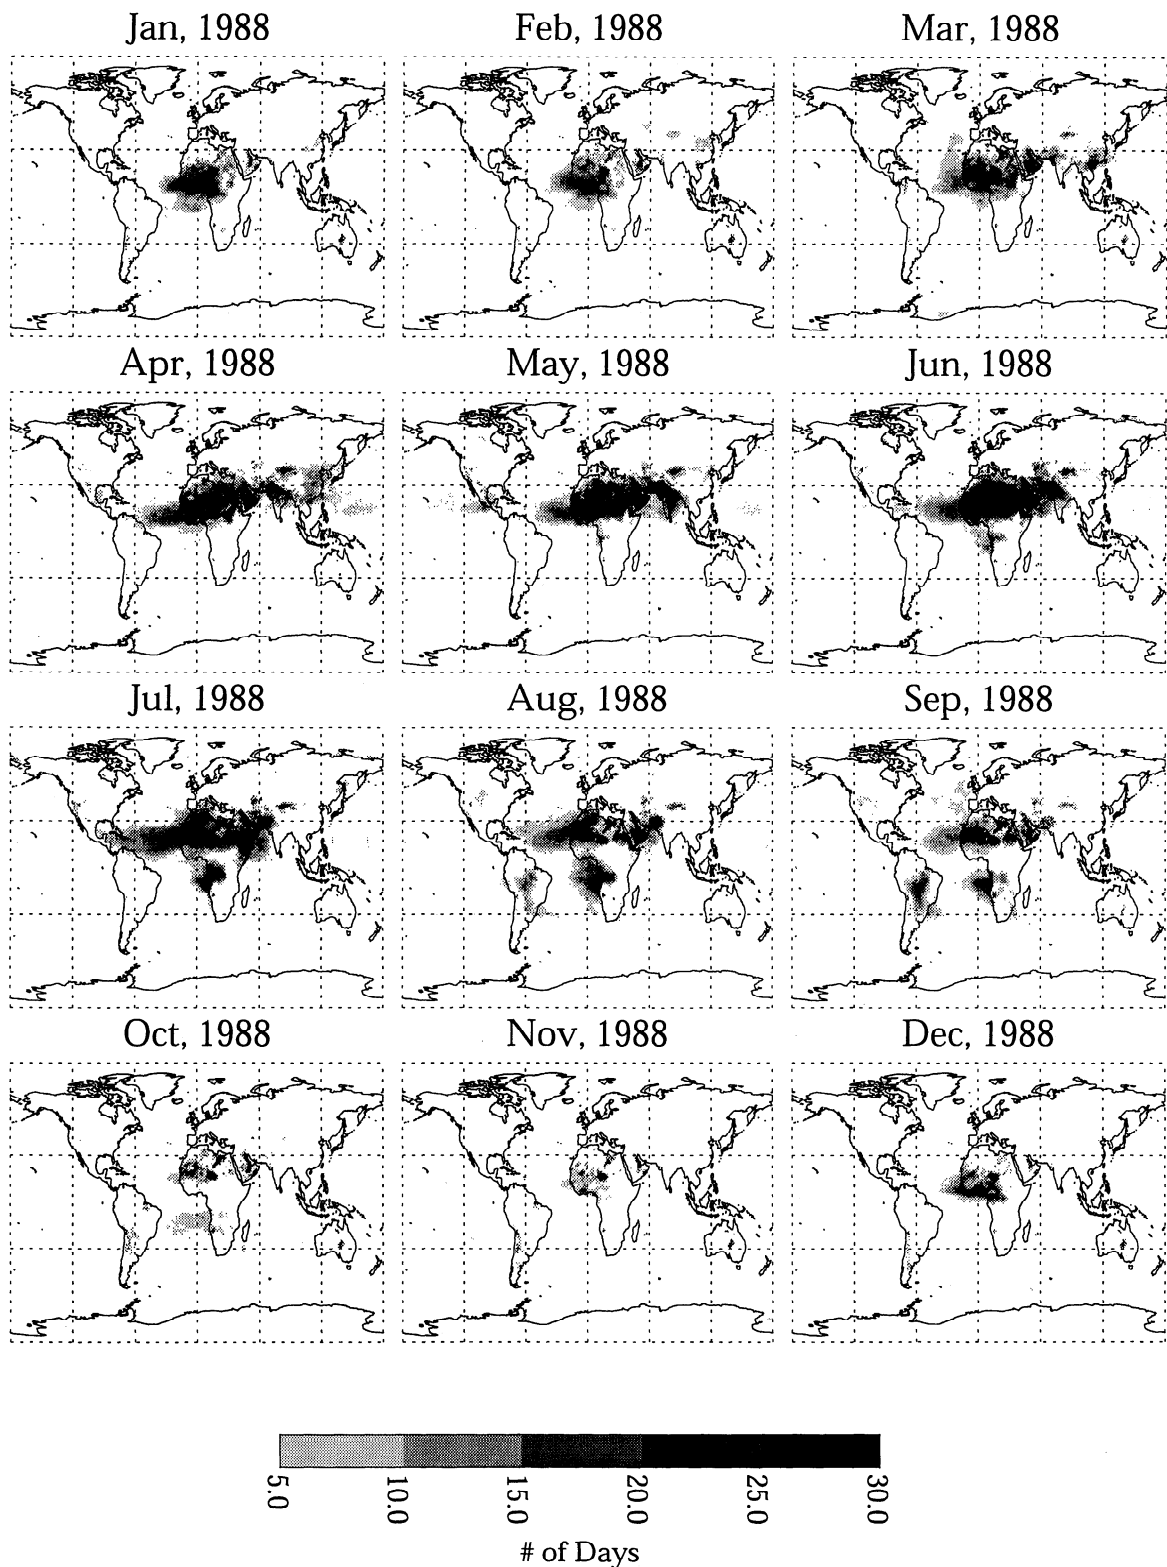 Jan, 1988
Feb, 1988
Mar, 1988
Apr, 1988
May, 1988
Jun, 1988
Jul, 1988
Aug, 1988
Sep, 1988
Oct, 1988
Nov, 1988
Dec, 1988
5.0
10.0
15.0
20.0
25.0
30.0
# of Days